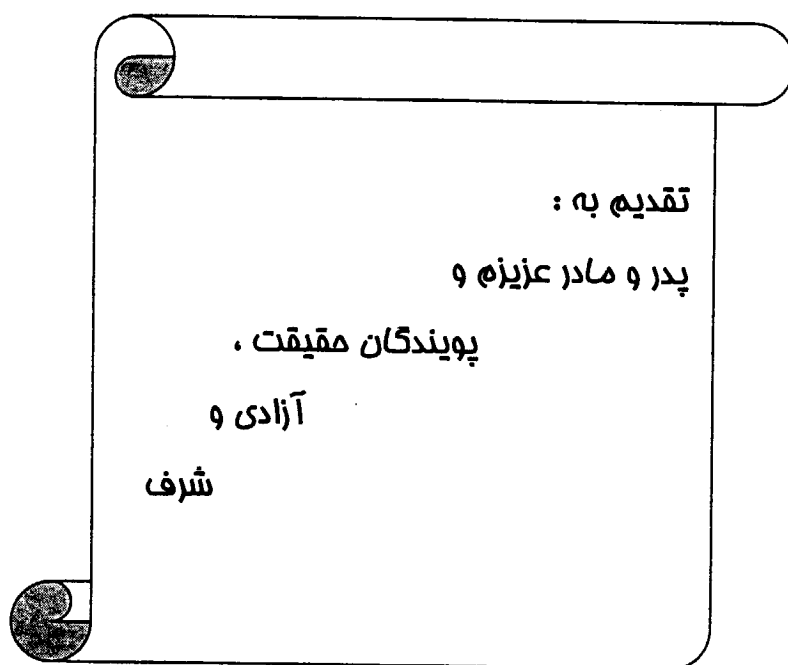 تقدیم به :
پدر و مادر عزیزم و
پویندگان حقیقت ،
آزادی و
شرف